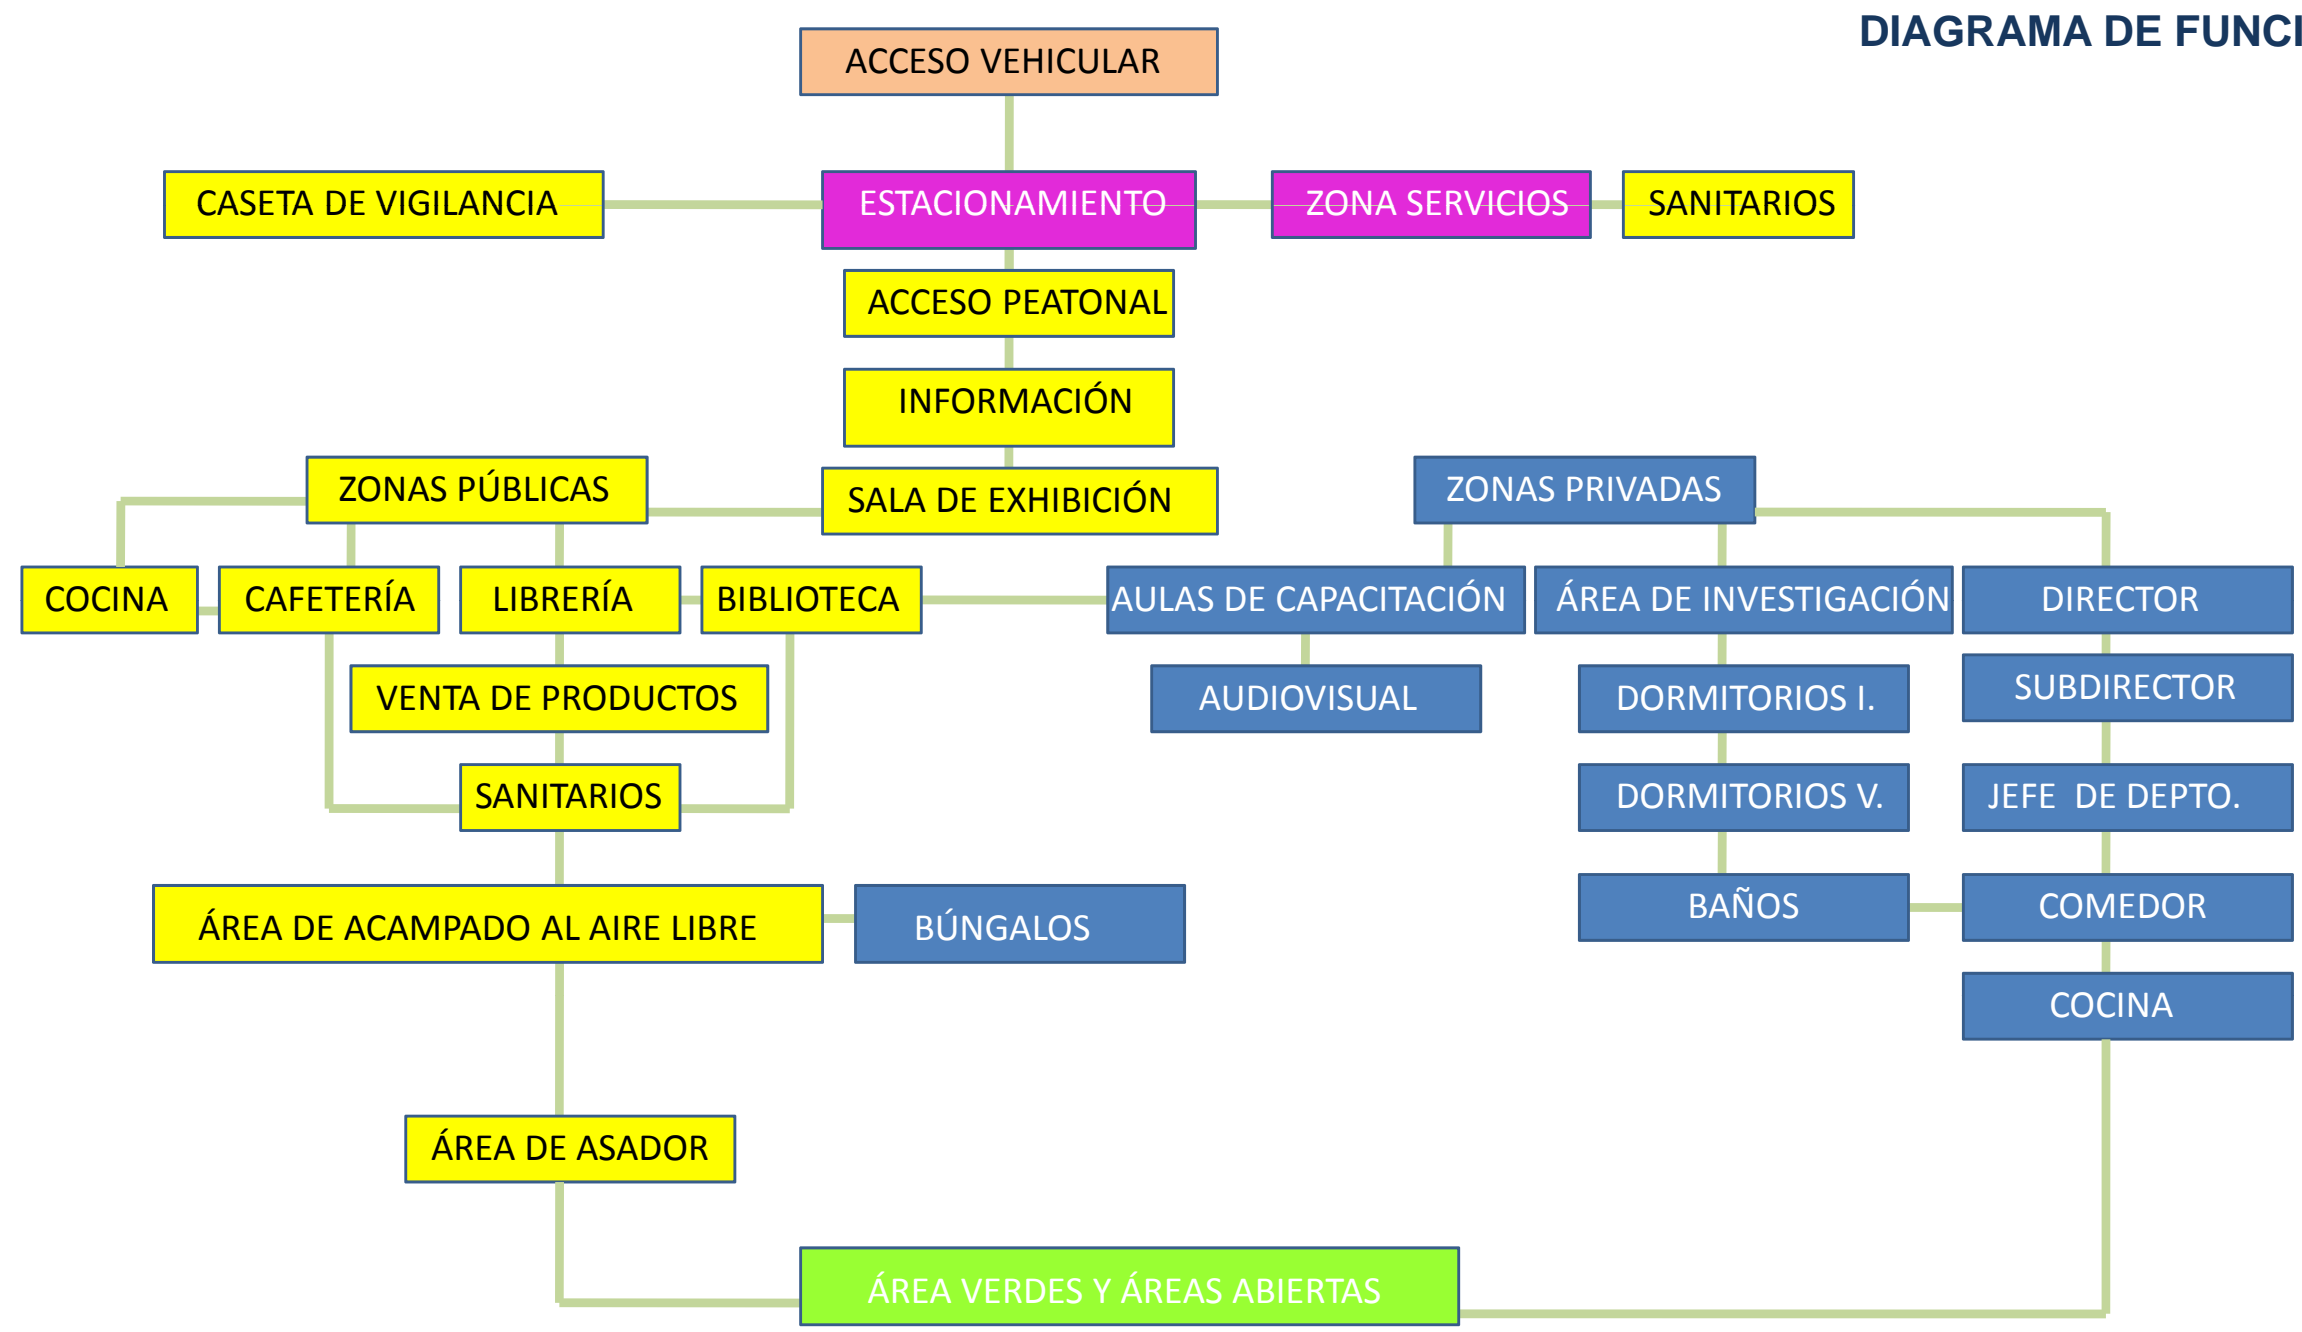 DIAGRAMA DE FUNCI
ACCESO VEHICULAR
CASETA DE VIGILANCIA
ESTACIONAMIENTO
ZONA SERVICIOS
SANITARIOS
ACCESO PEATONAL
INFORMACIÓN
ZONAS PÚBLICAS
SALA DE EXHIBICIÓN
ZONAS PRIVADAS
COCINA
CAFETERÍA
LIBRERÍA
BIBLIOTECA
AULAS DE CAPACITACIÓN
ÁREA DE INVESTIGACIÓN
DIRECTOR
VENTA DE PRODUCTOS
AUDIOVISUAL
DORMITORIOS I.
SUBDIRECTOR
SANITARIOS
DORMITORIOS V.
JEFE  DE DEPTO.
ÁREA DE ACAMPADO AL AIRE LIBRE
BÚNGALOS
BAÑOS
COMEDOR
COCINA
ÁREA DE ASADOR
ÁREA VERDES Y ÁREAS ABIERTAS